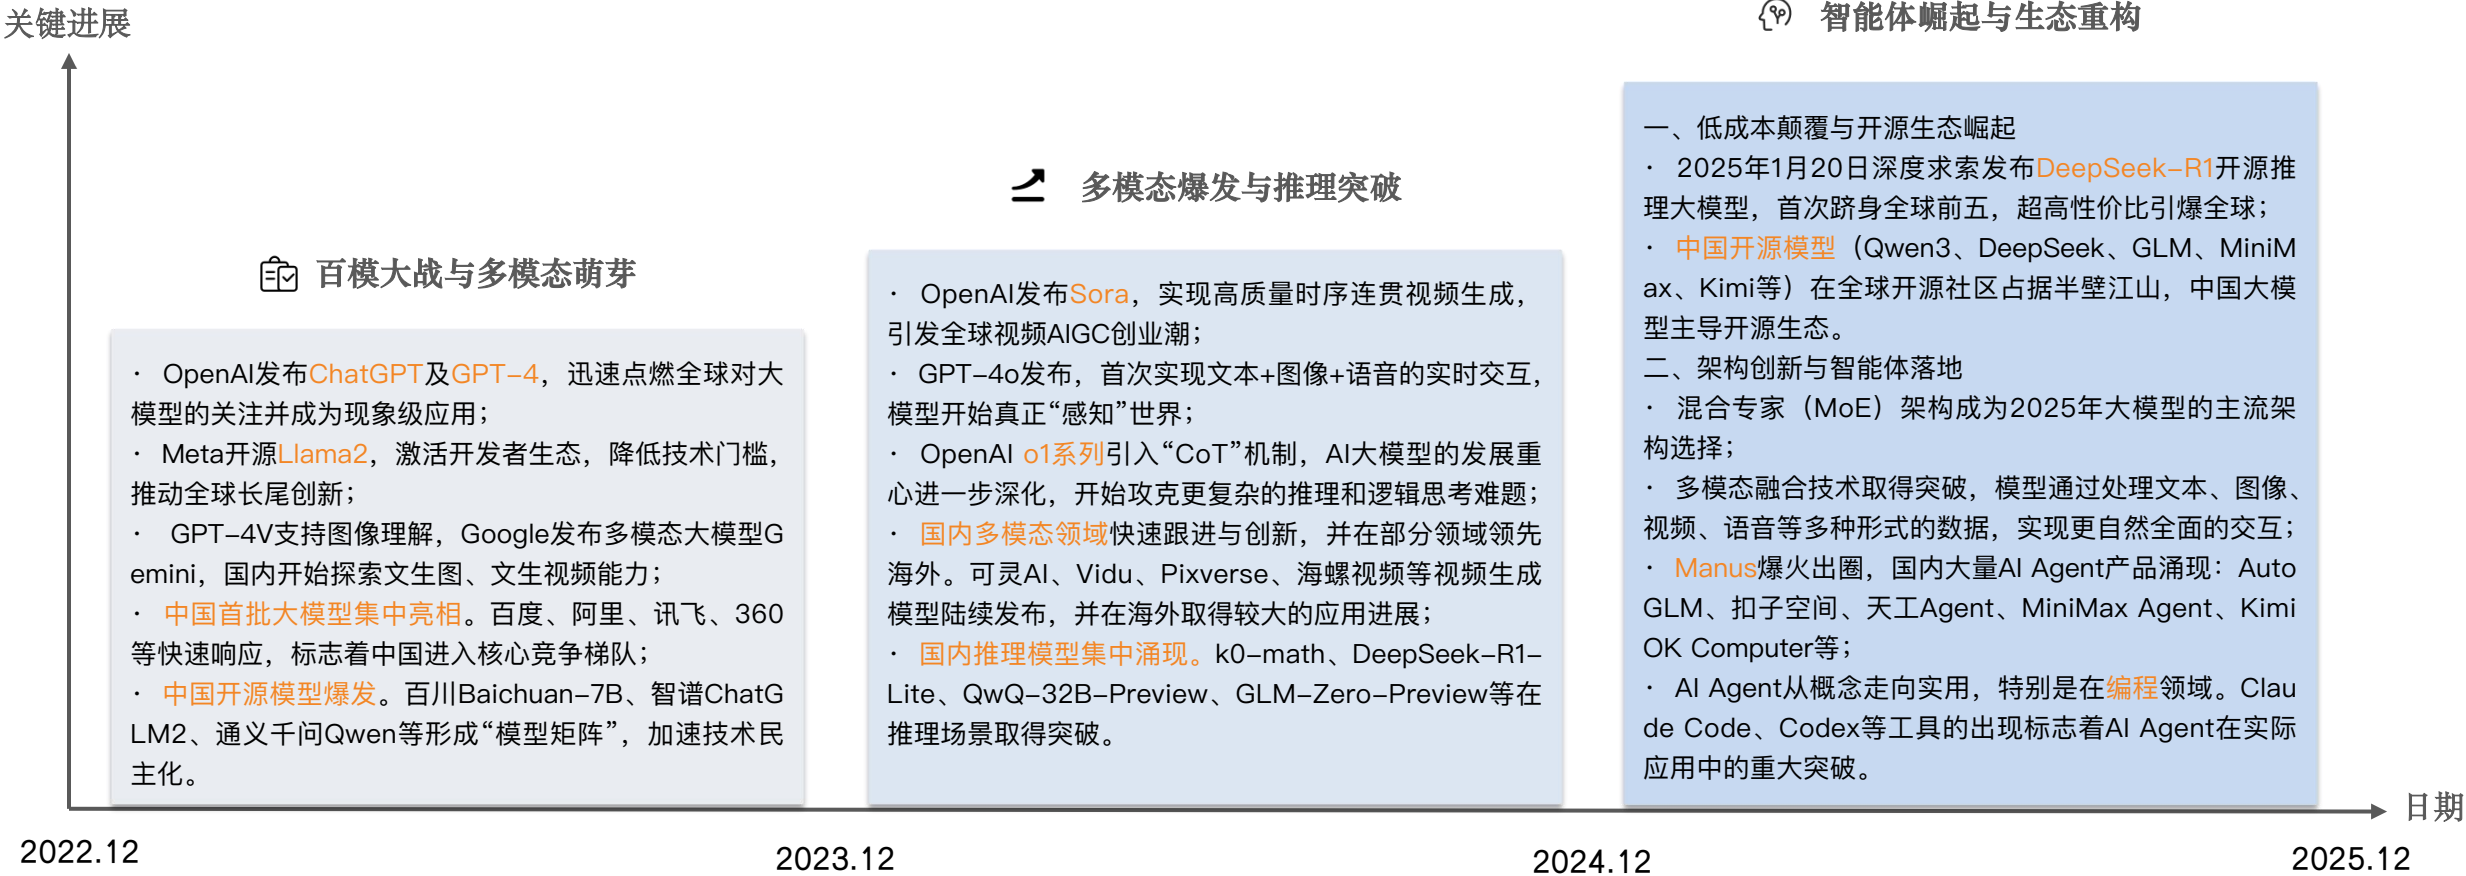 关键进展
百模大战与多模态萌芽
· OpenAI发布ChatGPT及GPT-4，迅速点燃全球对大
模型的关注并成为现象级应用；
· Meta开源Llama2，激活开发者生态，降低技术门槛，
推动全球长尾创新；
· GPT-4V支持图像理解，Google发布多模态大模型G
emini，国内开始探索文生图、文生视频能力；
· 中国首批大模型集中亮相。百度、阿里、讯飞、360
等快速响应，标志着中国进入核心竞争梯队；
· 中国开源模型爆发。百川Baichuan-7B、智谱ChatG
LM2、通义千问Qwen等形成“模型矩阵”，加速技术民
主化。
多模态爆发与推理突破
· OpenAI发布Sora，实现高质量时序连贯视频生成，
引发全球视频AIGC创业潮；
· GPT-4o发布，首次实现文本+图像+语音的实时交互，
模型开始真正“感知”世界；
· OpenAI o1系列引入“CoT”机制，AI大模型的发展重
心进一步深化，开始攻克更复杂的推理和逻辑思考难题；
· 国内多模态领域快速跟进与创新，并在部分领域领先
海外。可灵AI、Vidu、Pixverse、海螺视频等视频生成
模型陆续发布，并在海外取得较大的应用进展；
· 国内推理模型集中涌现。k0-math、DeepSeek-R1-
Lite、QwQ-32B-Preview、GLM-Zero-Preview等在
推理场景取得突破。
智能体崛起与生态重构
一、低成本颠覆与开源生态崛起
· 2025年1月20日深度求索发布DeepSeek-R1开源推
理大模型，首次跻身全球前五，超高性价比引爆全球；
· 中国开源模型（Qwen3、DeepSeek、GLM、MiniM
ax、Kimi等）在全球开源社区占据半壁江山，中国大模
型主导开源生态。
二、架构创新与智能体落地
· 混合专家（MoE）架构成为2025年大模型的主流架
构选择；
· 多模态融合技术取得突破，模型通过处理文本、图像、
视频、语音等多种形式的数据，实现更自然全面的交互；
· Manus爆火出圈，国内大量AI Agent产品涌现：Auto
GLM、扣子空间、天工Agent、MiniMax Agent、Kimi
OK Computer等；
· AI Agent从概念走向实用，特别是在编程领域。Clau
de Code、Codex等工具的出现标志着AI Agent在实际
应用中的重大突破。
日期
2022.12
2023.12
2024.12
2025.12